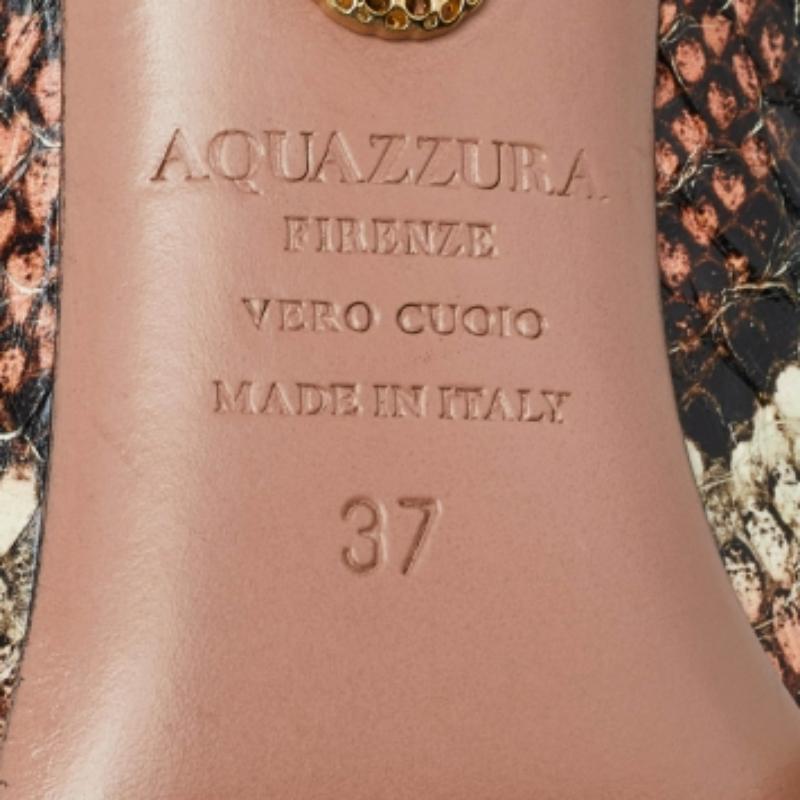 AQUAZZURA
FIRENZE
VERO CUOIO
MADE IN ITALY
37